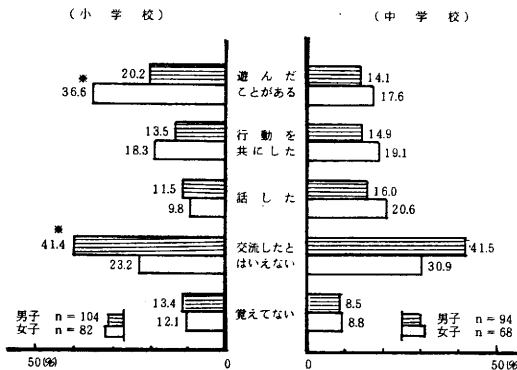 (小学校)
(中学校)
※
20.2
36.6
遊んだ
ことがある
14.1
17.6
13.5
18.3
行動を
共にした
14.9
19.1
11.5
9.8
話した
16.0
20.6
※
41.4
23.2
交流したと
はいえない
41.5
30.9
13.4
12.1
覚えてない
8.5
8.8
男子 n=104
女子 n=82
男子 n=94
女子 n=68
50(%)
0
0
50(%)